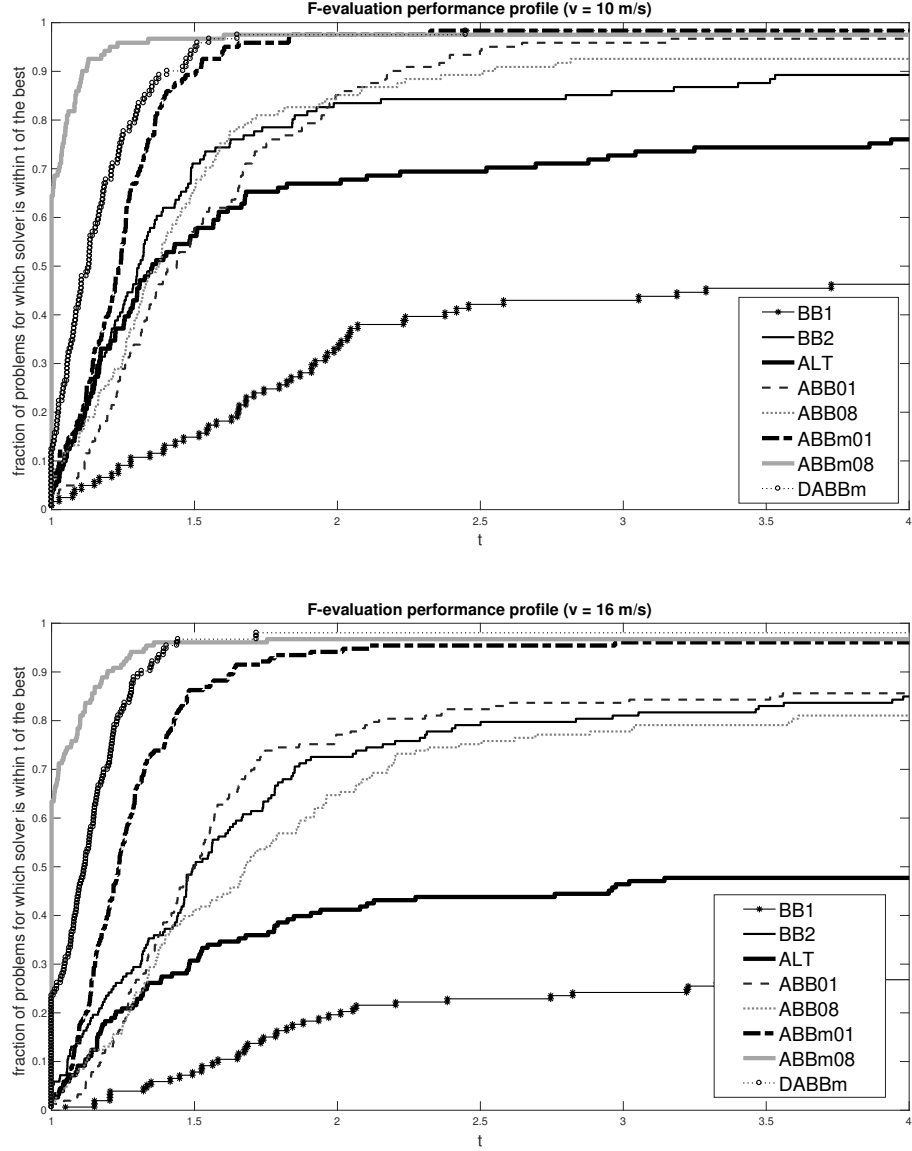 F-evaluation performance profile (v = 10 m/s)
fraction of problems for which solver is within t of the best
1
0.9
0.8
0.7
0.6
0.5
0.4
0.3
0.2
0.1
0
1 1.5 2 2.5 3 3.5 4
t
BB1
BB2
ALT
ABB01
ABB08
ABBm01
ABBm08
DABBm
F-evaluation performance profile (v = 16 m/s)
fraction of problems for which solver is within t of the best
1
0.9
0.8
0.7
0.6
0.5
0.4
0.3
0.2
0.1
0
1 1.5 2 2.5 3 3.5 4
t
BB1
BB2
ALT
ABB01
ABB08
ABBm01
ABBm08
DABBm